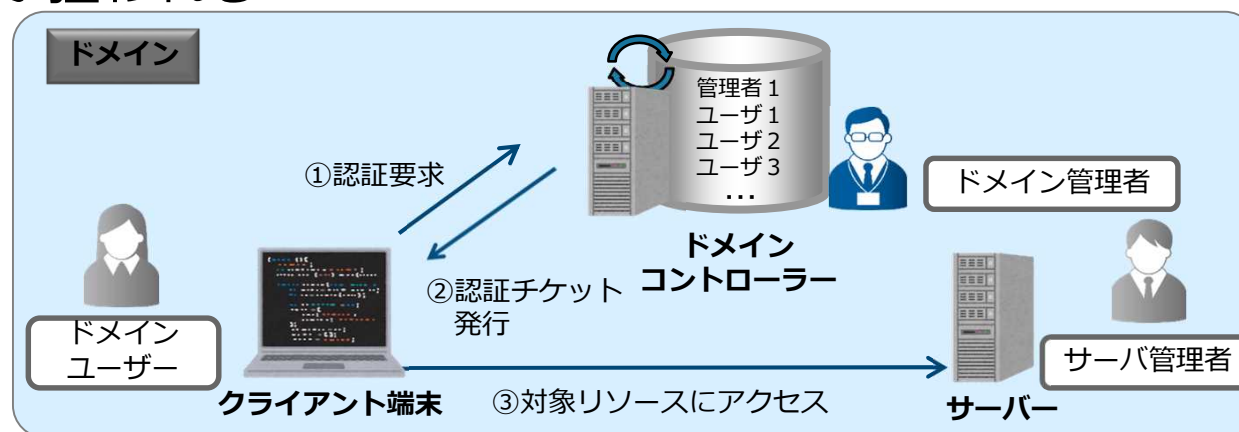 ドメイン
管理者1
ユーザ1
ユーザ2
ユーザ3
...
①認証要求
ドメイン管理者
ドメイン
コントローラー
②認証チケット
発行
ドメイン
ユーザー
サーバ管理者
クライアント端末
③対象リソースにアクセス
サーバー